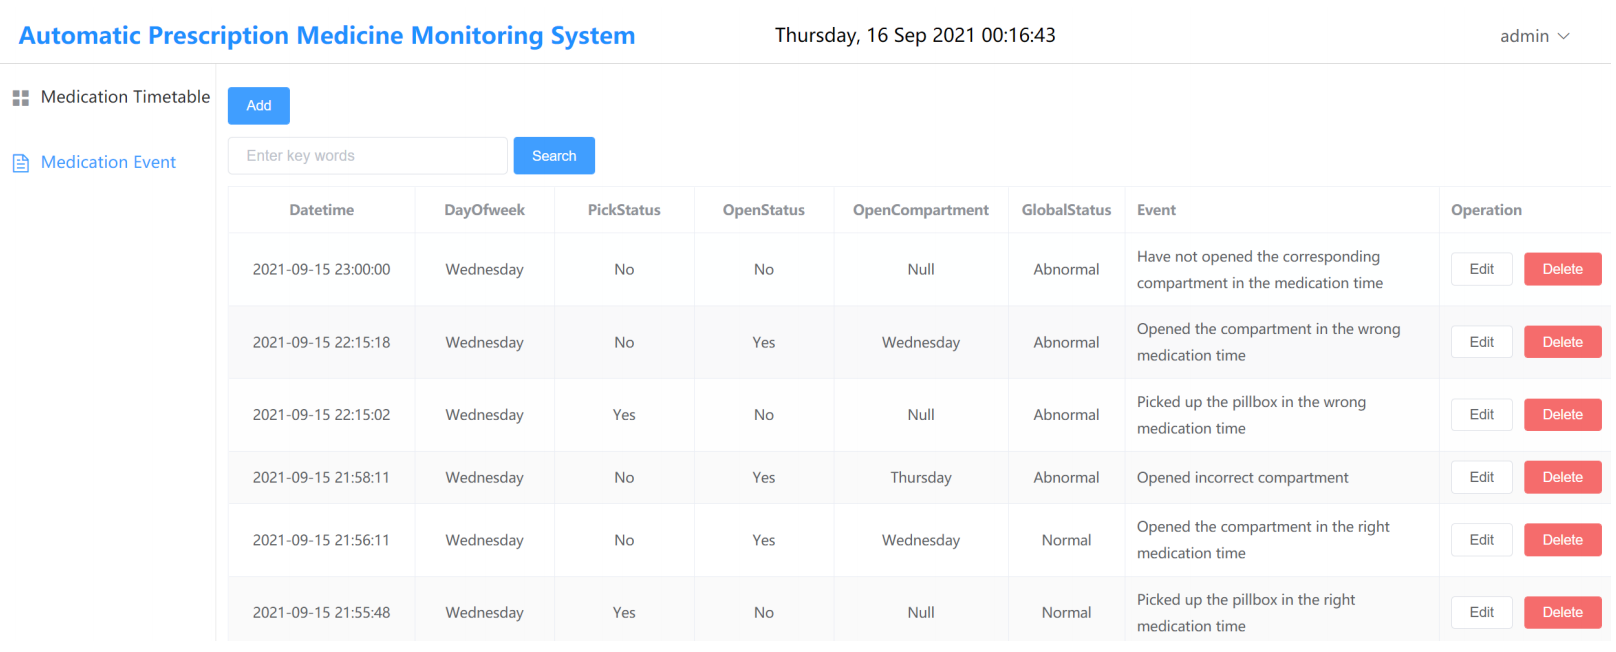 Automatic Prescription Medicine Monitoring System
Thursday, 16 Sep 2021 00:16:43
admin
Medication Timetable
Medication Event
Add
Enter key words
Search
Datetime DayOfweek PickStatus OpenStatus OpenCompartment GlobalStatus Event Operation
2021-09-15 23:00:00 Wednesday No No Null Abnormal Have not opened the corresponding
compartment in the medication time
Edit Delete
2021-09-15 22:15:18 Wednesday No Yes Wednesday Abnormal Opened the compartment in the wrong
medication time
Edit Delete
2021-09-15 22:15:02 Wednesday Yes No Null Abnormal Picked up the pillbox in the wrong
medication time
Edit Delete
2021-09-15 21:58:11 Wednesday No Yes Thursday Abnormal Opened incorrect compartment
Edit Delete
2021-09-15 21:56:11 Wednesday No Yes Wednesday Normal Opened the compartment in the right
medication time
Edit Delete
2021-09-15 21:55:48 Wednesday Yes No Null Normal Picked up the pillbox in the right
medication time
Edit Delete